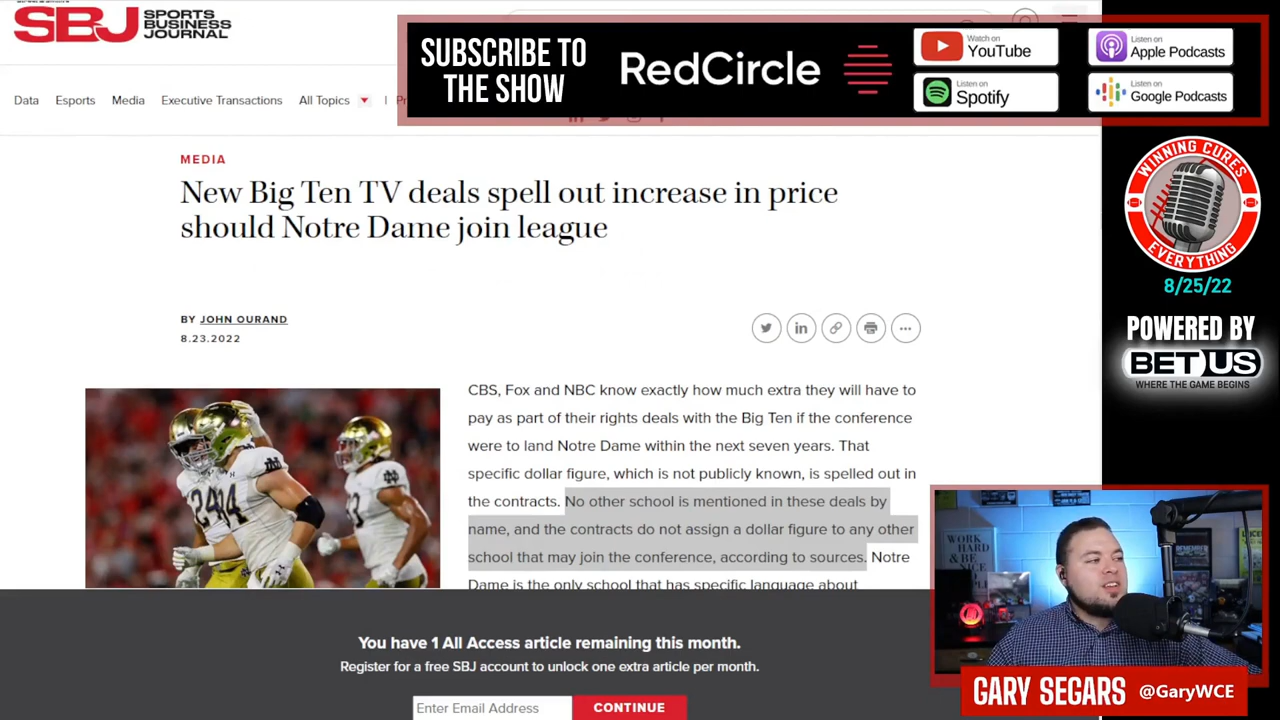 SBJ SPORTS
BUSINESS
JOURNAL
SUBSCRIBE TO
THE SHOW
RedCircle
Watch on
YouTube
Listen on
Apple Podcasts
Listen on
Spotify
Listen on
Google Podcasts
Data Esports Media Executive Transactions All Topics
MEDIA
New Big Ten TV deals spell out increase in price
should Notre Dame join league
BY JOHN OURAND
8.23.2022
CBS, Fox and NBC know exactly how much extra they will have to
pay as part of their rights deals with the Big Ten if the conference
were to land Notre Dame within the next seven years. That
specific dollar figure, which is not publicly known, is spelled out in
the contracts. No other school is mentioned in these deals by
name, and the contracts do not assign a dollar figure to any other
school that may join the conference, according to sources. Notre
Dame is the only school that has specific language about
You have 1 All Access article remaining this month.
Register for a free SBJ account to unlock one extra article per month.
Enter Email Address
CONTINUE
WINNING CURES
EVERYTHING
8/25/22
POWERED BY
BETUS
WHERE THE GAME BEGINS
WORK
HARD
& BE
NICE
GARY SEGARS @GaryWCE